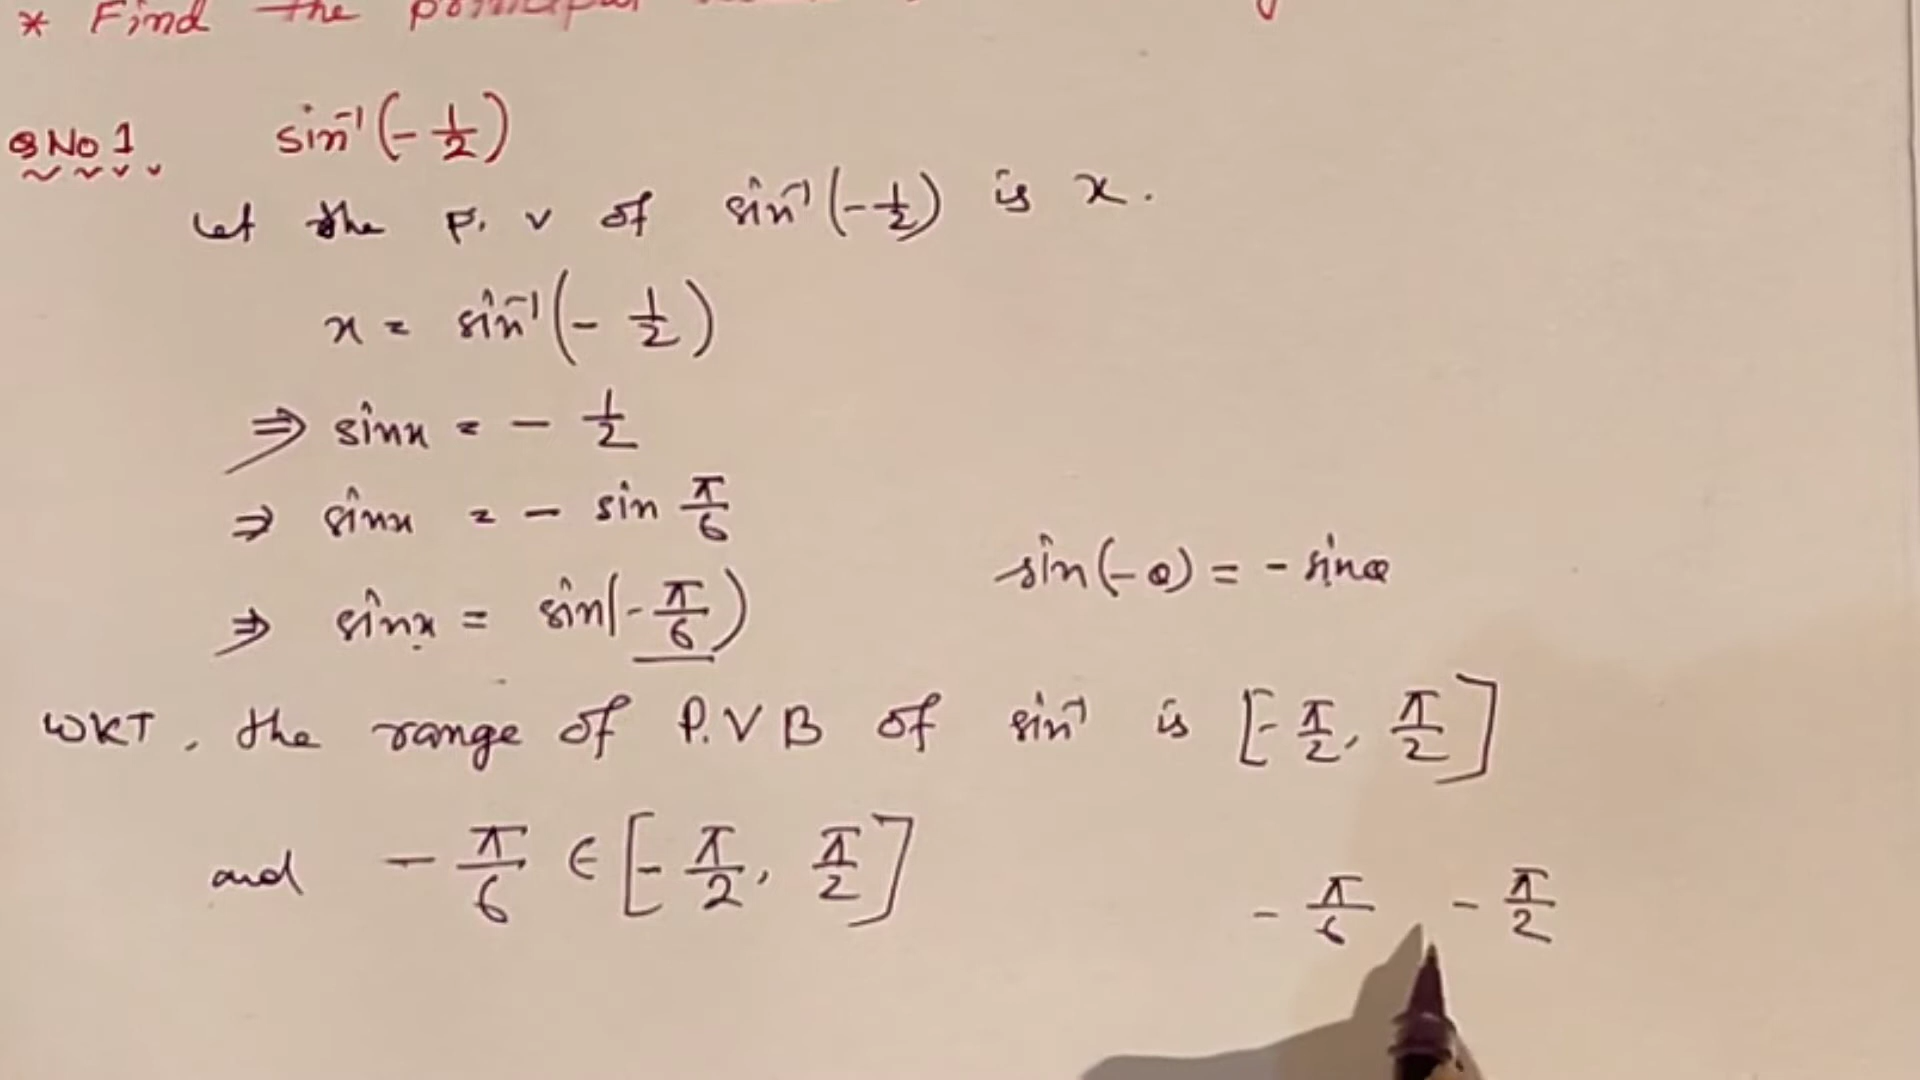 * Find the principal
Q No 1 sin⁻¹(-1/2)
Let the P. V of sin⁻¹(-1/2) is x.
x = sin⁻¹(-1/2)
⇒ sinx = - 1/2
⇒ sinx = - sin π/6
⇒ sinx = sin(-π/6)
sin(-θ) = - sinθ
WKT, the range of P.V B of sin⁻¹ is [-π/2, π/2]
and - π/6 ∈ [-π/2, π/2]
- π/6 - π/2